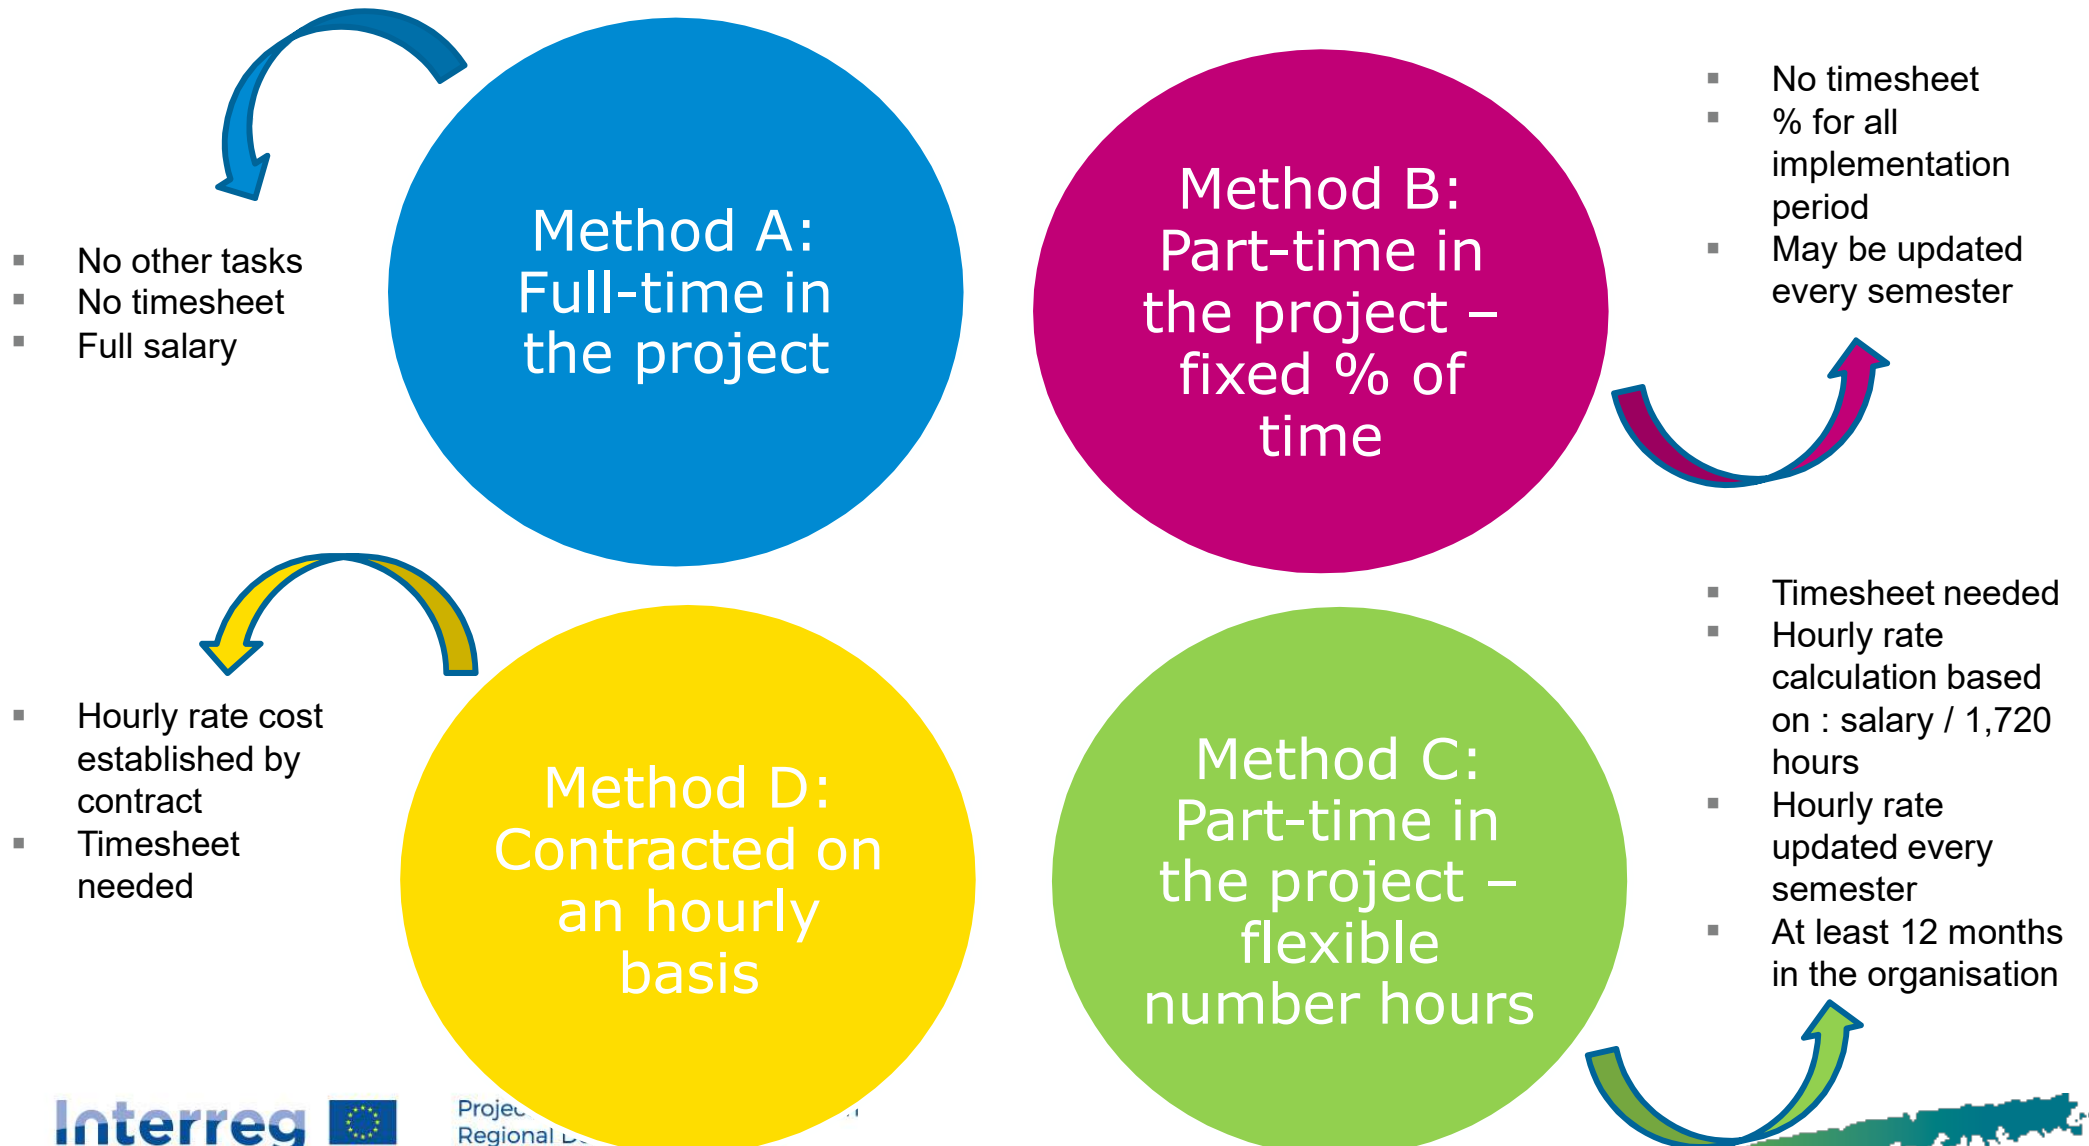 Method A:
Full-time in
the project
No other tasks
No timesheet
Full salary
Method B:
Part-time in
the project –
fixed % of
time
No timesheet
% for all
implementation
period
May be updated
every semester
Method D:
Contracted on
an hourly
basis
Hourly rate cost
established by
contract
Timesheet
needed
Method C:
Part-time in
the project –
flexible
number hours
Timesheet needed
Hourly rate
calculation based
on : salary / 1,720
hours
Hourly rate
updated every
semester
At least 12 months
in the organisation
Interreg
Regional